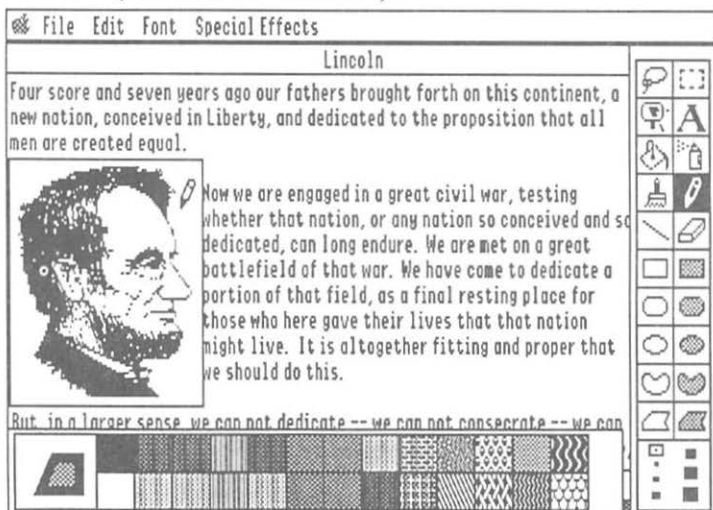 File Edit Font Special Effects
Lincoln
Four score and seven years ago our fathers brought forth on this continent, a
new nation, conceived in Liberty, and dedicated to the proposition that all
men are created equal.
Now we are engaged in a great civil war, testing
whether that nation, or any nation so conceived and so
dedicated, can long endure. We are met on a great
battlefield of that war. We have come to dedicate a
portion of that field, as a final resting place for
those who here gave their lives that that nation
might live. It is altogether fitting and proper that
we should do this.
But, in a larger sense, we can not dedicate -- we can not consecrate -- we can
A